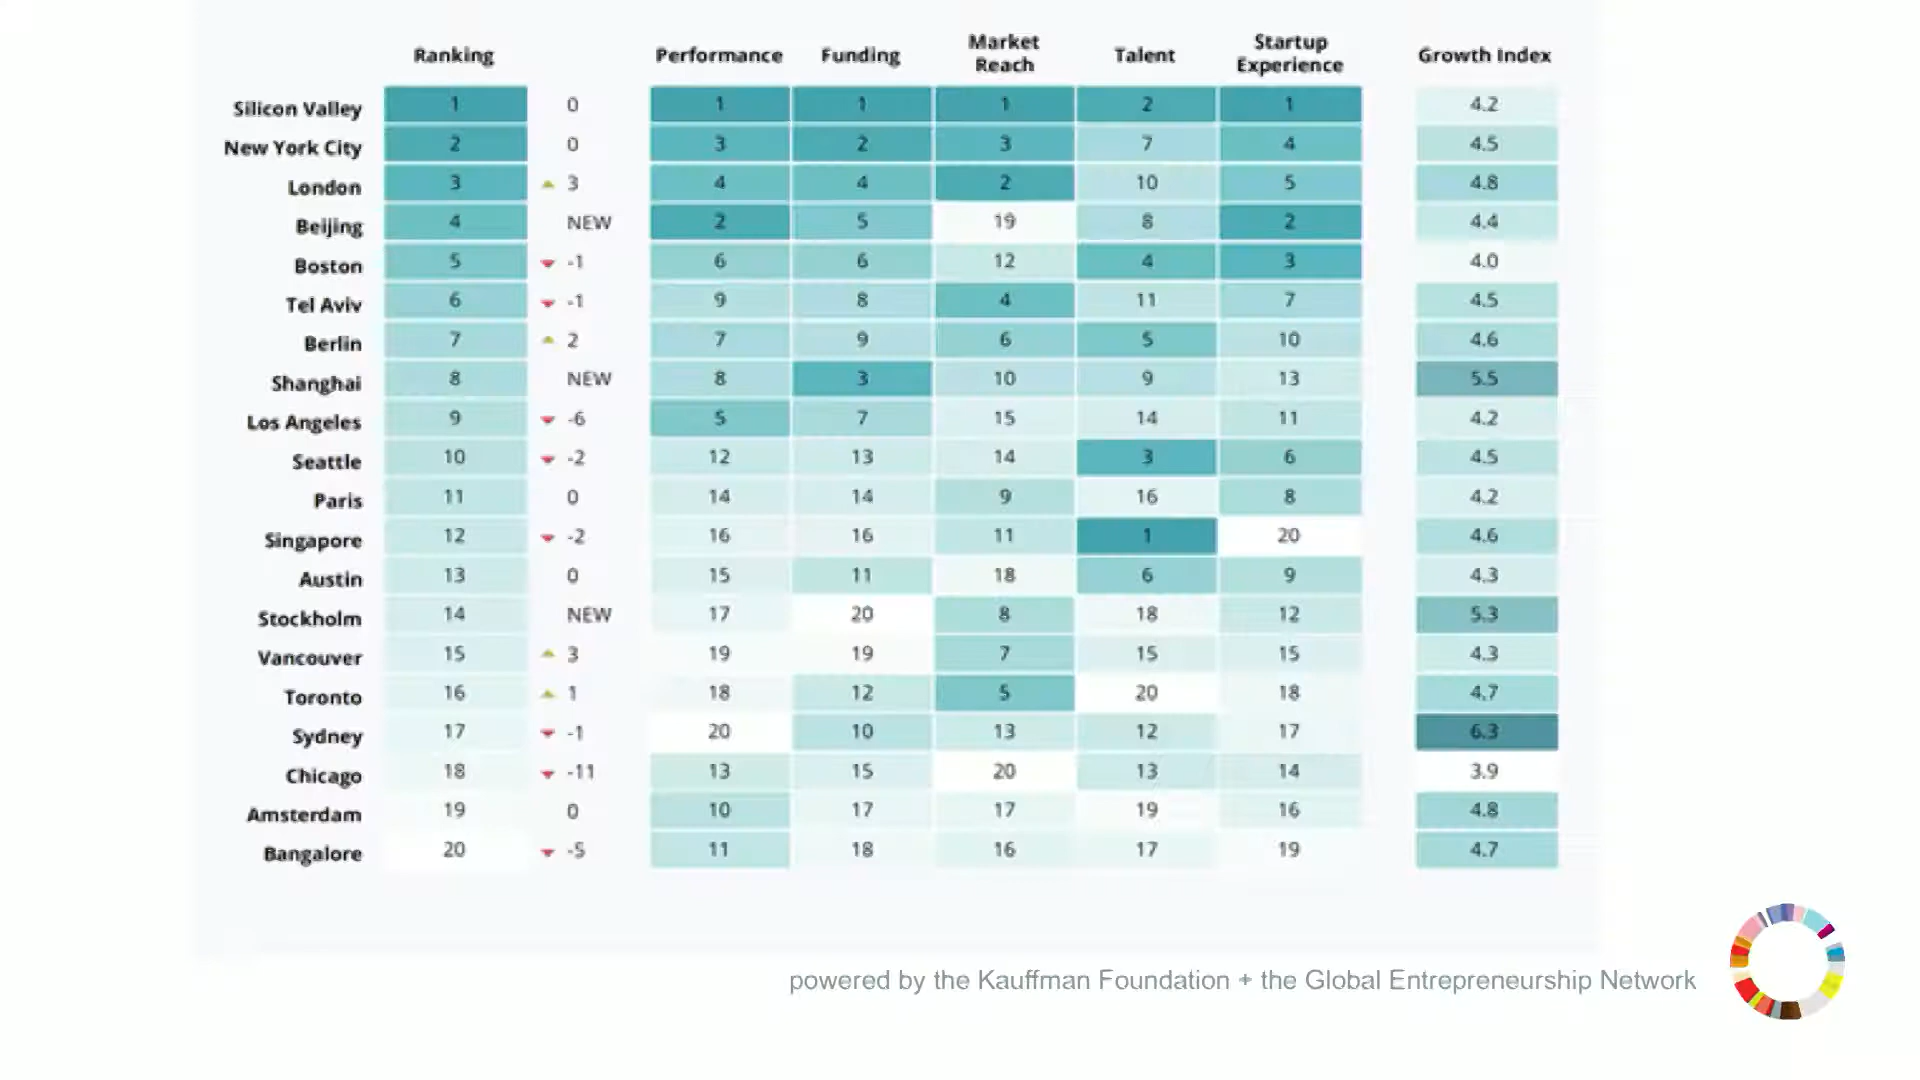 Ranking Performance Funding Market Reach Talent Startup Experience Growth Index
Silicon Valley 1 0 1 1 1 2 1 4.2
New York City 2 0 3 2 3 7 4 4.5
London 3 3 4 4 2 10 5 4.8
Beijing 4 NEW 2 5 19 8 2 4.4
Boston 5 -1 6 6 12 4 3 4.0
Tel Aviv 6 -1 9 8 4 11 7 4.5
Berlin 7 2 7 9 6 5 10 4.6
Shanghai 8 NEW 8 3 10 9 13 5.5
Los Angeles 9 -6 5 7 15 14 11 4.2
Seattle 10 -2 12 13 14 3 6 4.5
Paris 11 0 14 14 9 16 8 4.2
Singapore 12 -2 16 16 11 1 20 4.6
Austin 13 0 15 11 18 6 9 4.3
Stockholm 14 NEW 17 20 8 18 12 5.3
Vancouver 15 3 19 19 7 15 15 4.3
Toronto 16 1 18 12 5 20 18 4.7
Sydney 17 -1 20 10 13 12 17 6.3
Chicago 18 -11 13 15 20 13 14 3.9
Amsterdam 19 0 10 17 17 19 16 4.8
Bangalore 20 -5 11 18 16 17 19 4.7
powered by the Kauffman Foundation + the Global Entrepreneurship Network